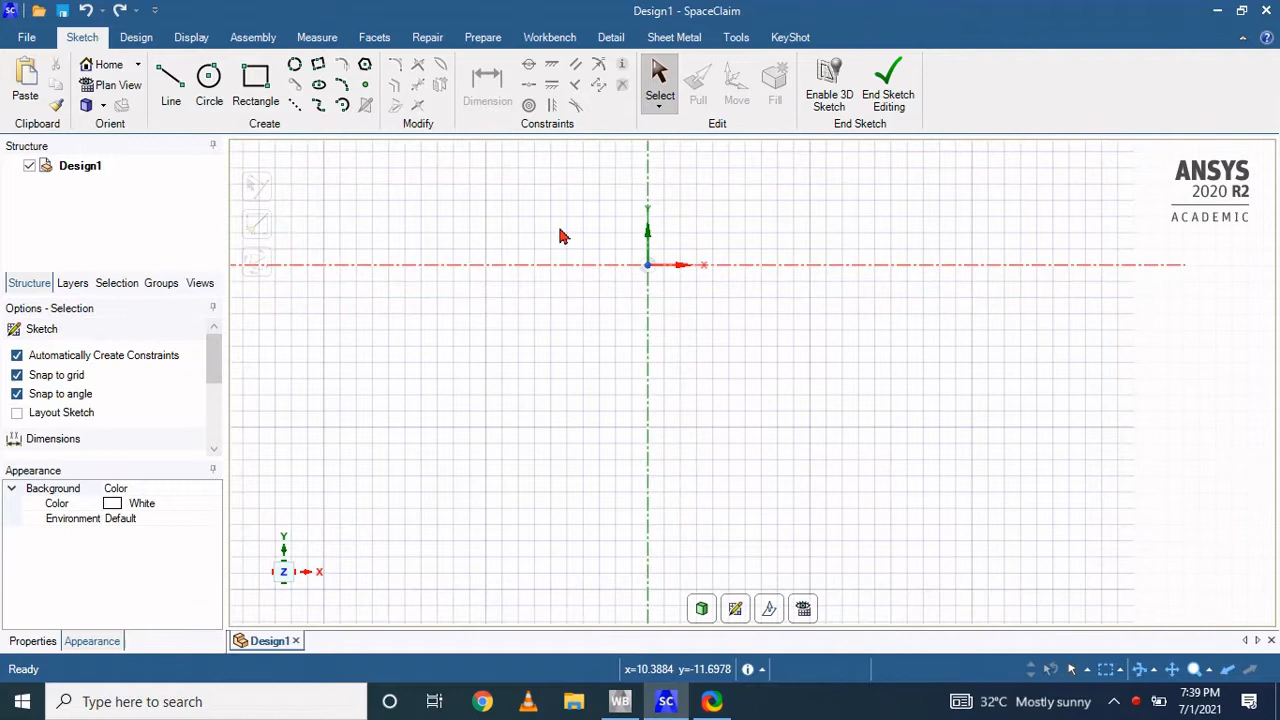 SC
Design1 - SpaceClaim
File Sketch Design Display Assembly Measure Facets Repair Prepare Workbench Detail Sheet Metal Tools KeyShot
Paste
Home
Plan View
Line
Circle
Rectangle
Dimension
Select
Pull
Move
Fill
Enable 3D
Sketch
End Sketch
Editing
Clipboard Orient Create Modify Constraints Edit End Sketch
Structure
Design1
Structure Layers Selection Groups Views
Options - Selection
Sketch
Automatically Create Constraints
Snap to grid
Snap to angle
Layout Sketch
Dimensions
Appearance
Background Color
Color White
Environment Default
Properties Appearance
ANSYS
2020 R2
ACADEMIC
Y
X
Y
Z
X
Design1
Ready
x=10.3884 y=-11.6978
Type here to search
WB
SC
32°C Mostly sunny
7:39 PM
7/1/2021